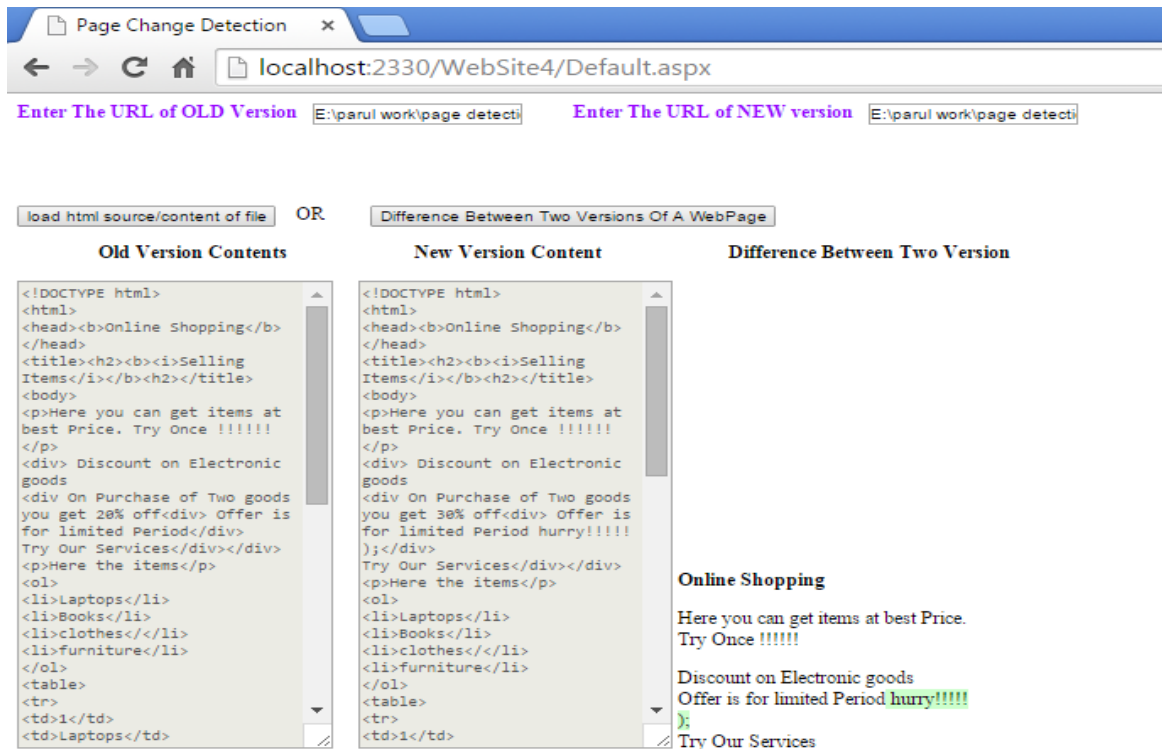 Page Change Detection
localhost:2330/WebSite4/Default.aspx
Enter The URL of OLD Version E:\parul work\page detecti Enter The URL of NEW version E:\parul work\page detecti
load html source/content of file OR Difference Between Two Versions Of A WebPage
Old Version Contents New Version Content Difference Between Two Version
<!DOCTYPE html>
<html>
<head><b>Online Shopping</b>
</head>
<title><h2><b><i>Selling
Items</i></b><h2></title>
<body>
<p>Here you can get items at
best Price. Try Once !!!!!!
</p>
<div> Discount on Electronic
goods
<div On Purchase of Two goods
you get 20% off<div> Offer is
for limited Period</div>
Try Our Services</div></div>
<p>Here the items</p>
<ol>
<li>Laptops</li>
<li>Books</li>
<li>clothes</</li>
<li>furniture</li>
</ol>
<table>
<tr>
<td>1</td>
<td>Laptops</td>
<!DOCTYPE html>
<html>
<head><b>Online Shopping</b>
</head>
<title><h2><b><i>Selling
Items</i></b><h2></title>
<body>
<p>Here you can get items at
best Price. Try Once !!!!!!
</p>
<div> Discount on Electronic
goods
<div On Purchase of Two goods
you get 30% off<div> Offer is
for limited Period hurry!!!!!
);</div>
Try Our Services</div></div>
<p>Here the items</p>
<ol>
<li>Laptops</li>
<li>Books</li>
<li>clothes</</li>
<li>furniture</li>
</ol>
<table>
<tr>
<td>1</td>
Online Shopping
Here you can get items at best Price.
Try Once !!!!!!
Discount on Electronic goods
Offer is for limited Period hurry!!!!!
);
Try Our Services